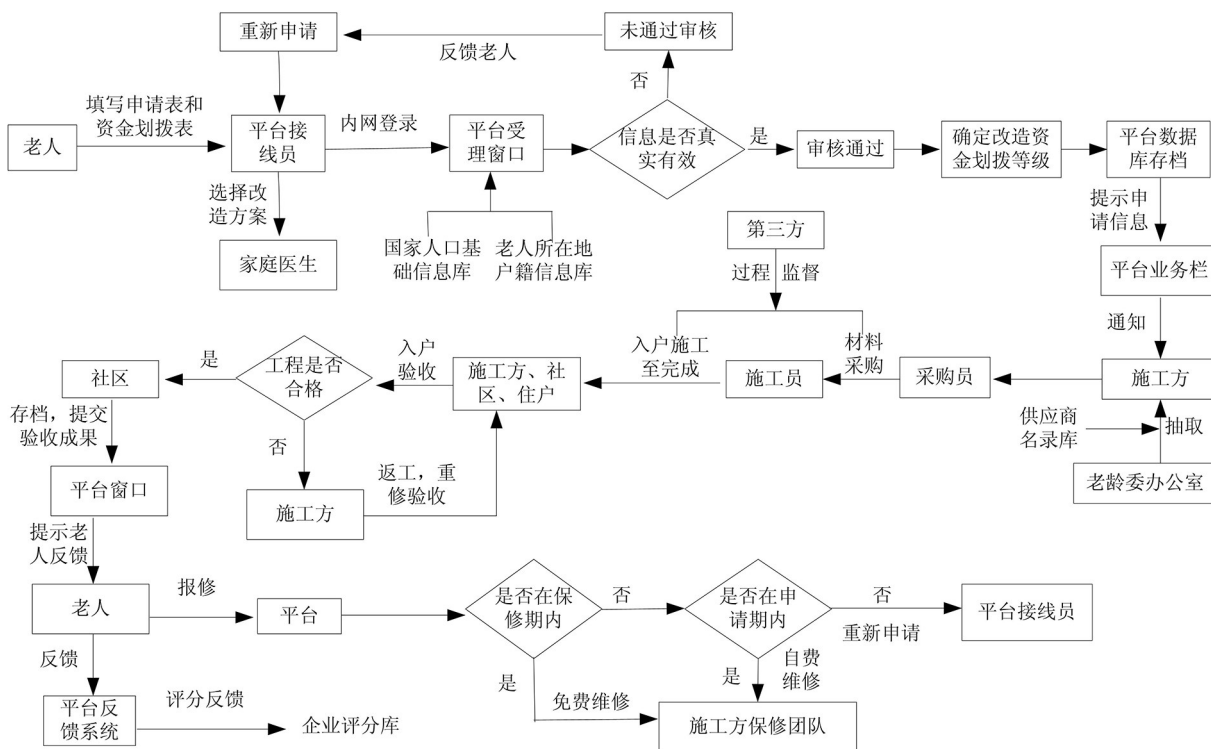 重新申请
反馈老人
未通过审核
否
老人
填写申请表和
资金划拨表
平台接
线员
内网登录
平台受
理窗口
信息是否真
实有效
是
审核通过
确定改造资
金划拨等级
平台数据
库存档
选择改
造方案
家庭医生
国家人口基
础信息库
老人所在地
户籍信息库
第三方
过程
监督
提示申
请信息
平台业务栏
通知
施工方
采购员
材料
采购
施工员
入户施工
至完成
施工方、社
区、住户
入户
验收
工程是否
合格
是
社区
供应商
名录库
抽取
老龄委办公室
存档，提交
验收成果
否
施工方
返工，重
修验收
平台窗口
提示老
人反馈
老人
报修
平台
是否在保
修期内
否
是否在申
请期内
否
重新申请
平台接线员
反馈
平台反
馈系统
评分反馈
企业评分库
是
免费维修
是
自费
维修
施工方保修团队